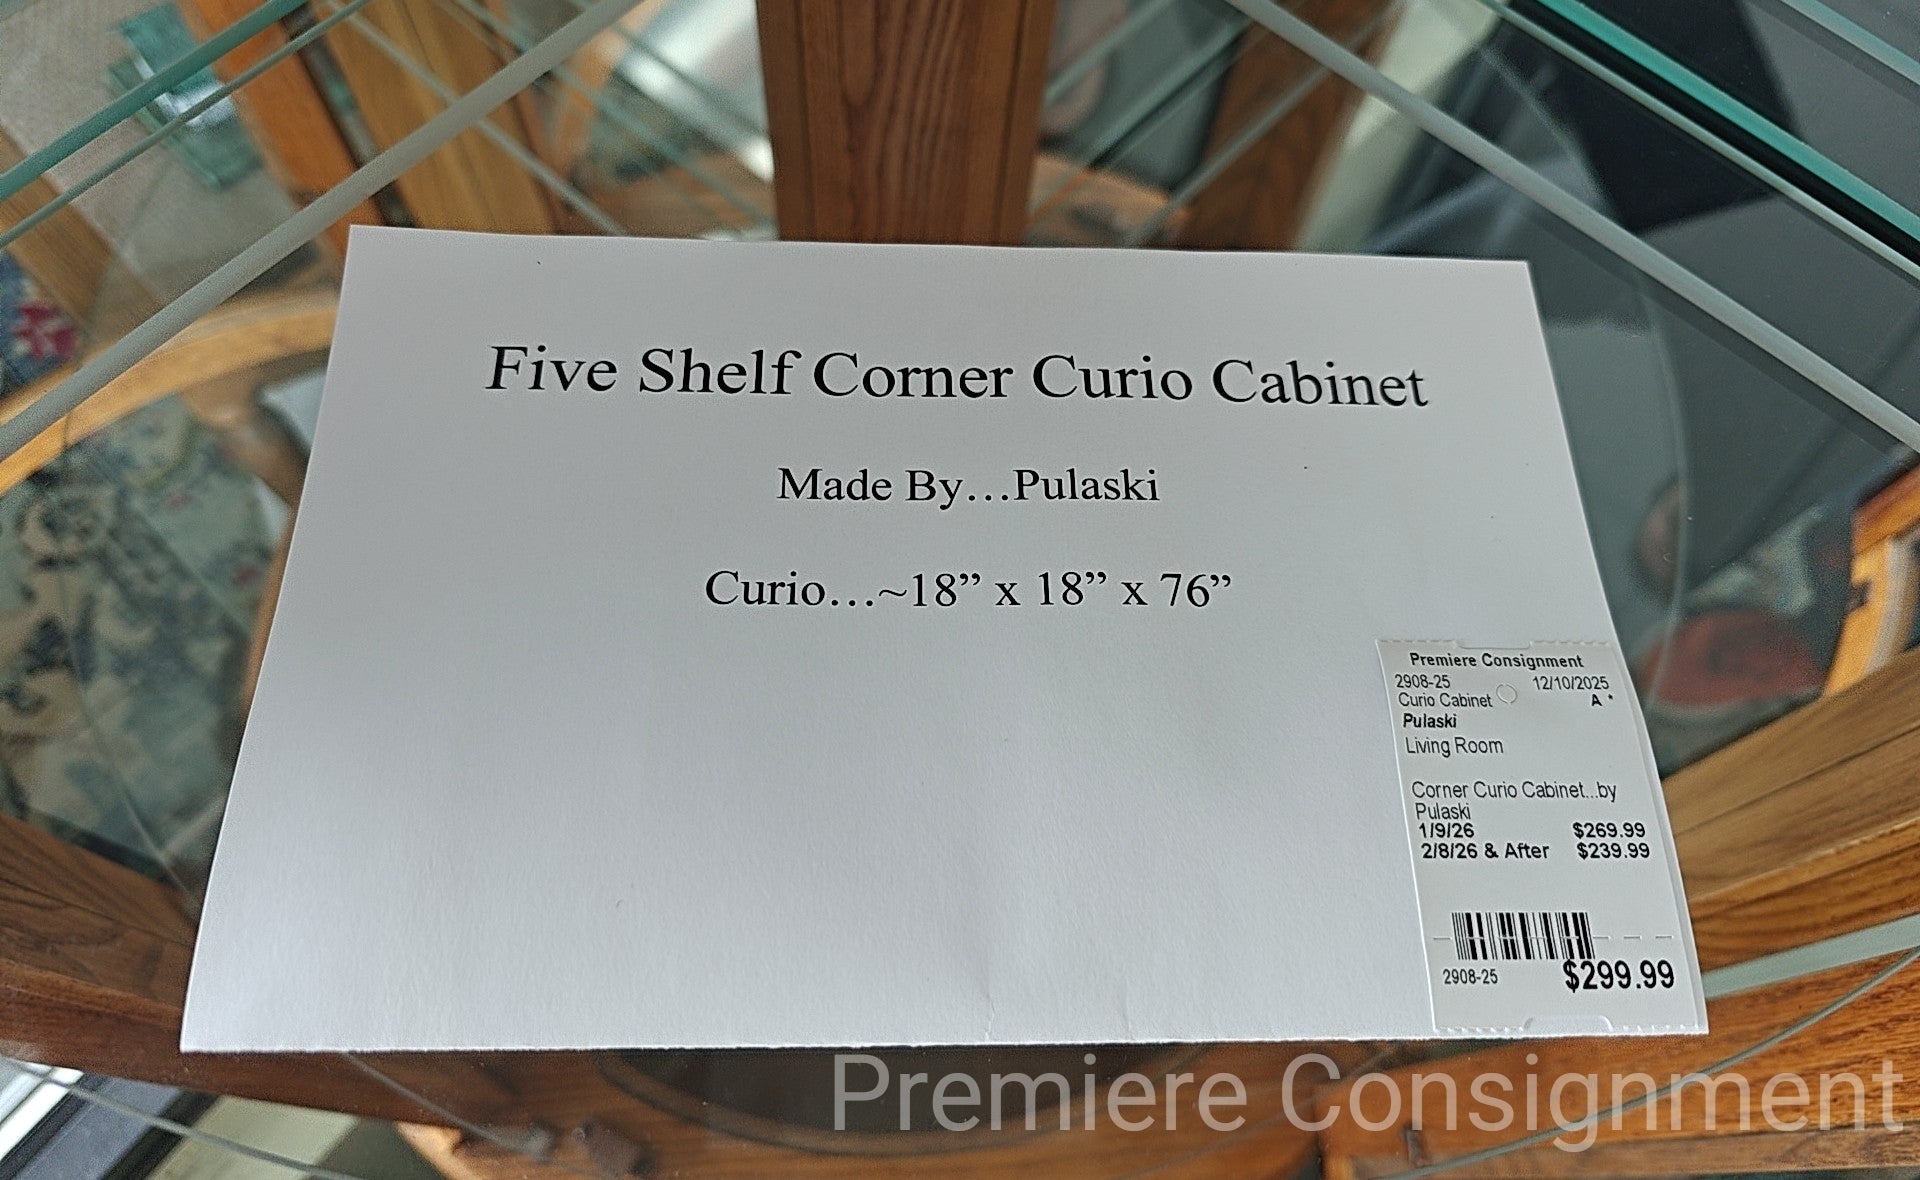 Five Shelf Corner Curio Cabinet
Made By…Pulaski
Curio…~18” x 18” x 76”
Premiere Consignment
2908-25 12/10/2025
Curio Cabinet A *
Pulaski
Living Room
Corner Curio Cabinet...by
Pulaski
1/9/26 $269.99
2/8/26 & After $239.99
2908-25 $299.99
Premiere Consignment